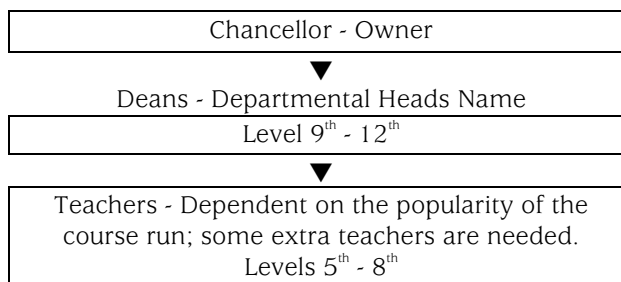 Chancellor - Owner
▼
Deans - Departmental Heads Name
Level 9th - 12th
▼
Teachers - Dependent on the popularity of the
course run; some extra teachers are needed.
Levels 5th - 8th